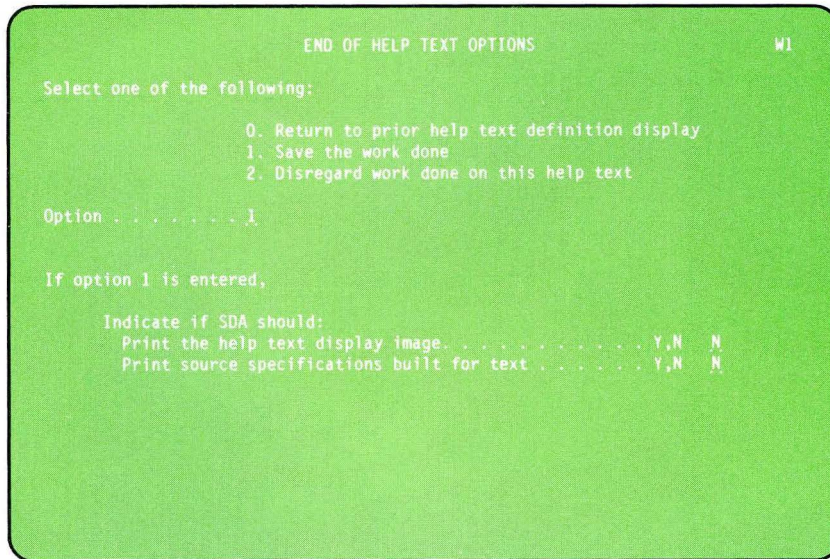 END OF HELP TEXT OPTIONS W1
Select one of the following:
0. Return to prior help text definition display
1. Save the work done
2. Disregard work done on this help text
Option . . . . . . . 1
If option 1 is entered,
Indicate if SDA should:
Print the help text display image. . . . . . . . . . . Y,N N
Print source specifications built for text . . . . . . Y,N N